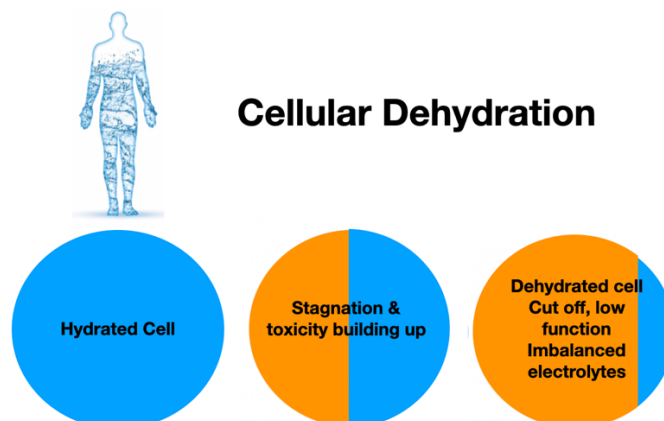 Cellular Dehydration
Hydrated Cell
Stagnation &
toxicity building up
Dehydrated cell
Cut off, low
function
Imbalanced
electrolytes